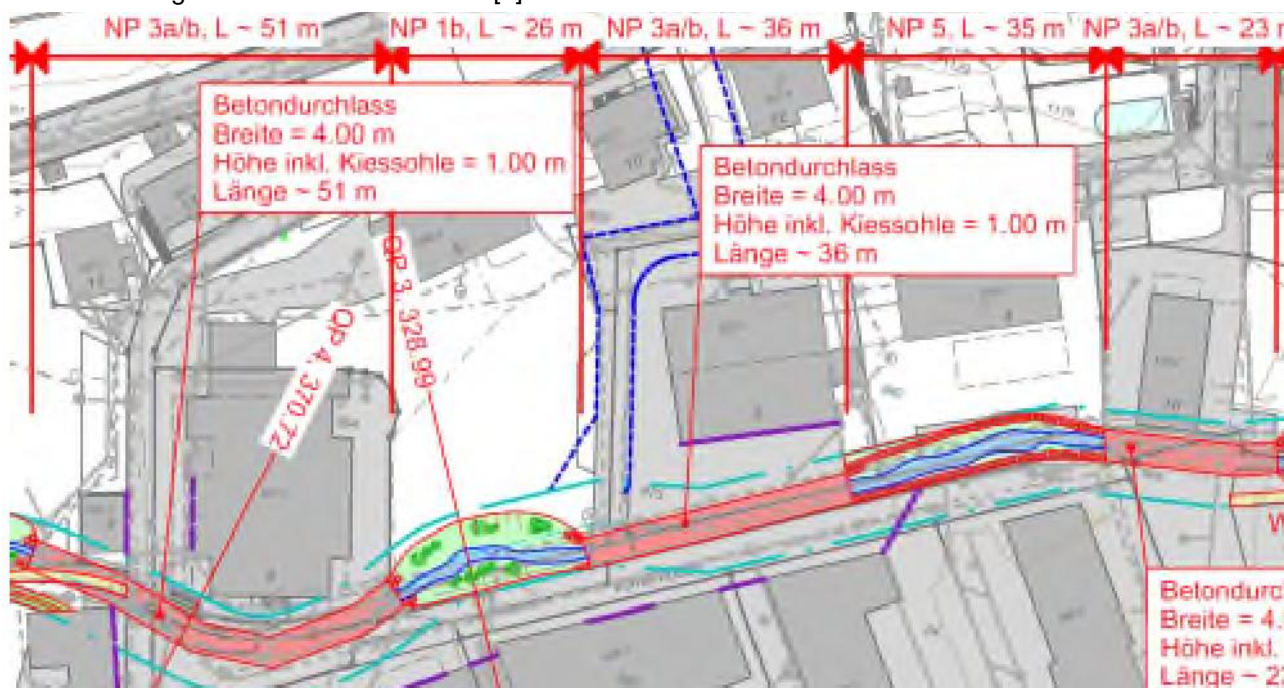 NP 3a/b, L ~ 51 m
NP 1b, L ~ 26 m
NP 3a/b, L ~ 36 m
NP 5, L ~ 35 m
NP 3a/b, L ~ 23 m
Betondurchlass
Breite = 4.00 m
Höhe inkl. Kiessohle = 1.00 m
Länge ~ 51 m
Betondurchlass
Breite = 4.00 m
Höhe inkl. Kiessohle = 1.00 m
Länge ~ 36 m
QP 3, 328.99
QP 4, 370.72
Betondurc
Breite = 4.
Höhe inkl.
Länge ~ 2